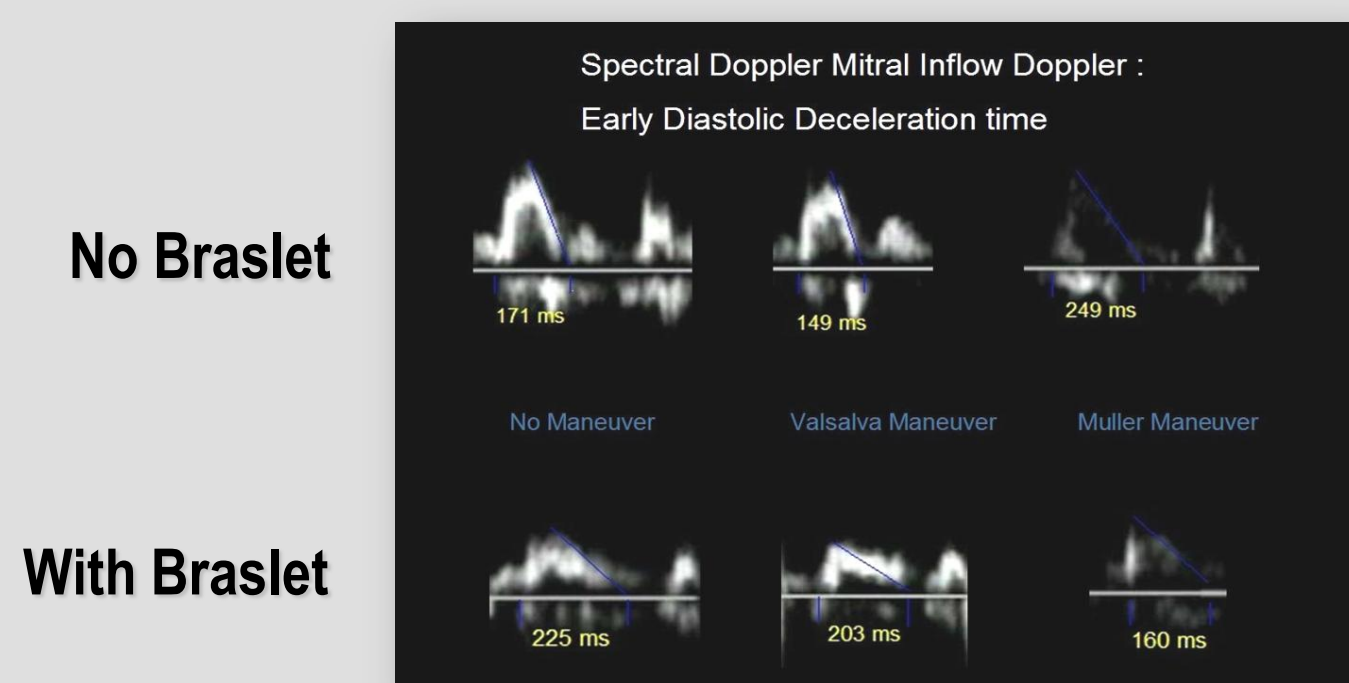 Spectral Doppler Mitral Inflow Doppler :
Early Diastolic Deceleration time
No Braslet
171 ms
149 ms
249 ms
No Maneuver
Valsalva Maneuver
Muller Maneuver
With Braslet
225 ms
203 ms
160 ms